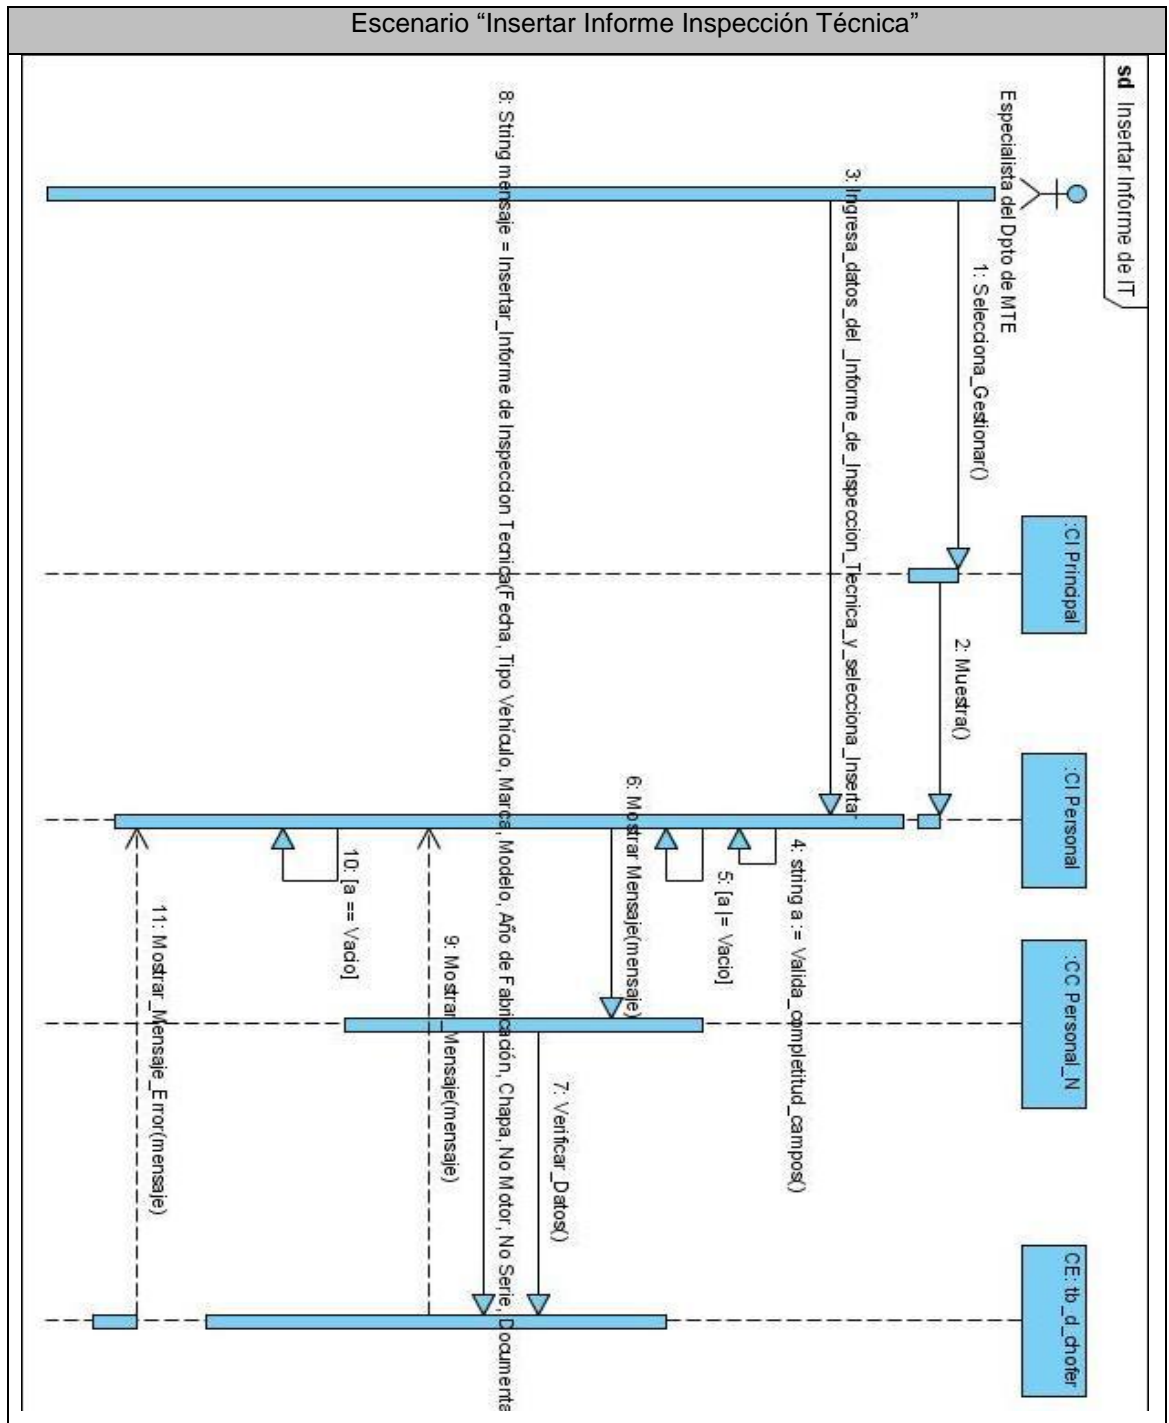 Escenario “Insertar Informe Inspección Técnica”
sd Insertar Informe de IT
Especialista del Dpto de MTE
:CI Principal
:CI Personal
:CC Personal_N
CE: tb_d_chofer
1: Selecciona_Gestionar()
2: Muestra()
3: Ingresa_datos_del _Informe_de_Inspeccion_Tecnica_y_selecciona_Insertar
4: string a := Valida_completitud_campos()
5: [a |= Vacio]
6: Mostrar Mensaje(mensaje)
7: Verificar_Datos()
8: String mensaje = Insertar_Informe de Inspeccion Tecnica(Fecha, Tipo Vehículo, Marca, Modelo, Año de Fabricación, Chapa, No Motor, No Serie, Documenta
9: Mostrar_Mensaje(mensaje)
10: [a == Vacio]
11: Mostrar_Mensaje_Error(mensaje)